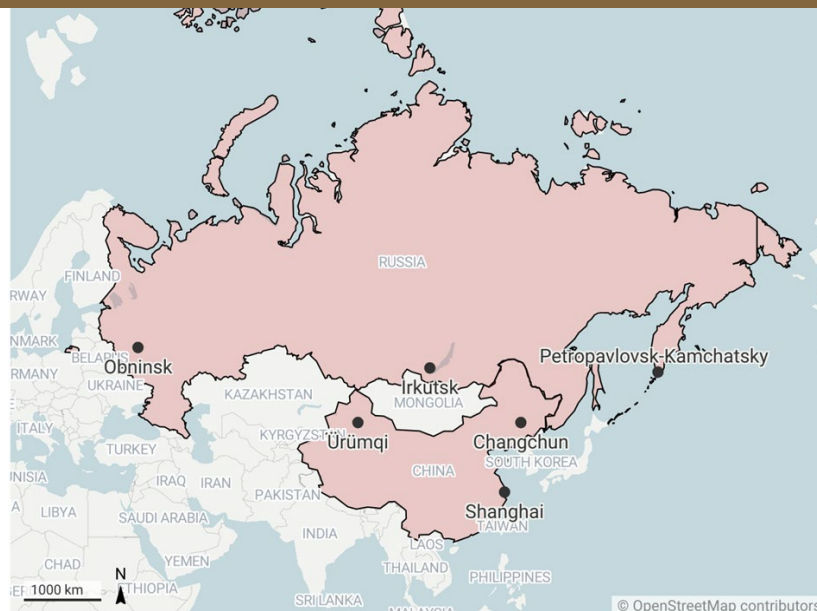 RUSSIA
FINLAND
RWAY
Petropavlovsk-Kamchatsky
NMARK
BELARUS
Obninsk
Irkutsk
RMANY
UKRAINE
KAZAKHSTAN
MONGOLIA
ITALY
KYRGYZSTAN
Ürümqi
Changchun
TURKEY
SOUTH KOREA
CHINA
UNISIA
IRAQ
IRAN
PAKISTAN
Shanghai
LIBYA
SAUDI ARABIA
TAIWAN
INDIA
LAOS
YEMEN
CHAD
THAILAND
PHILIPPINES
1000 km
N
ETHIOPIA
SRI LANKA
© OpenStreetMap contributors